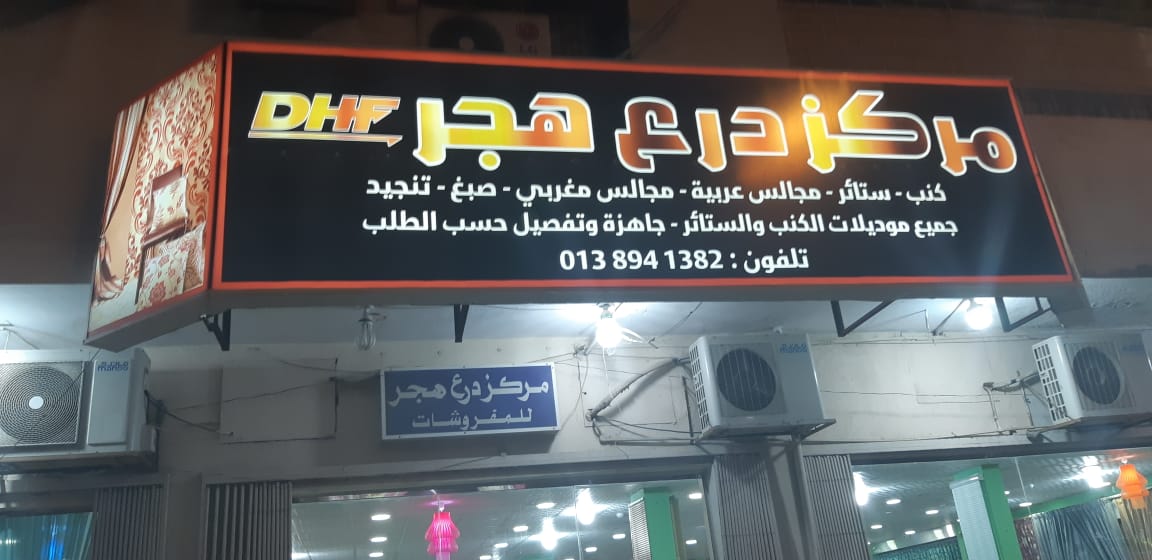 مركز درع هجر DHF
كنب - ستائر - مجالس عربية - مجالس مغربي - صبغ - تنجيد
جميع موديلات الكنب والستائر - جاهزة وتفصيل حسب الطلب
تلفون : 013 894 1382
مركز درع هجر
للمفروشات